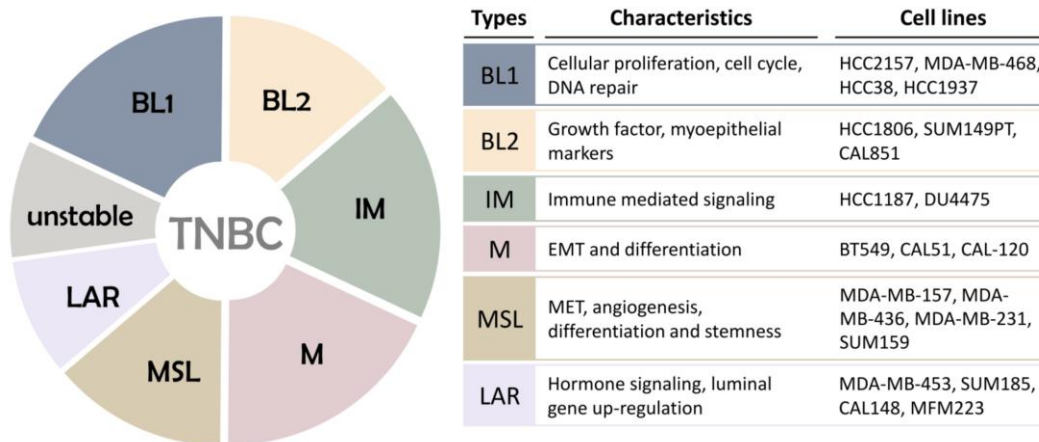 BL1
BL2
unstable
IM
TNBC
LAR
MSL
M
Types Characteristics Cell lines
BL1 Cellular proliferation, cell cycle, HCC2157, MDA-MB-468,
DNA repair HCC38, HCC1937
BL2 Growth factor, myoepithelial HCC1806, SUM149PT,
markers CAL851
IM Immune mediated signaling HCC1187, DU4475
M EMT and differentiation BT549, CAL51, CAL-120
MSL MET, angiogenesis, MDA-MB-157, MDA-
differentiation and stemness MB-436, MDA-MB-231,
SUM159
LAR Hormone signaling, luminal MDA-MB-453, SUM185,
gene up-regulation CAL148, MFM223